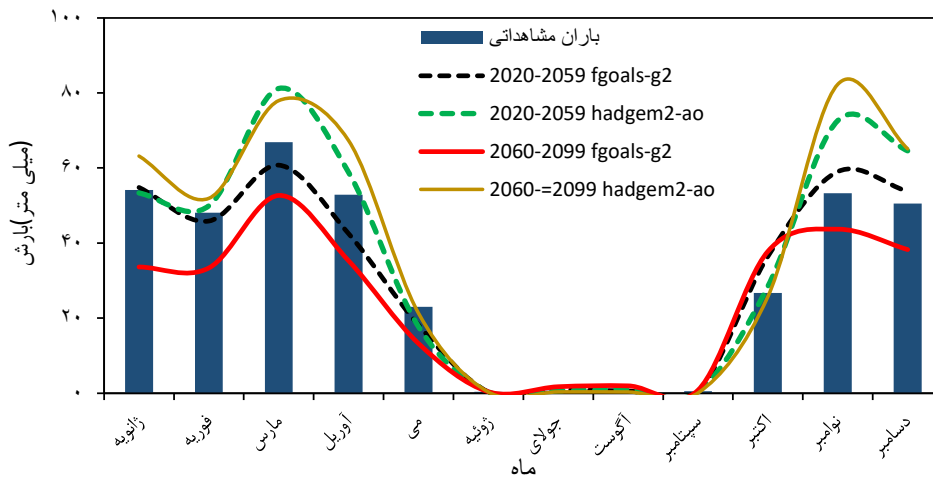 ۱۰۰
۸۰
۶۰
۴۰
۲۰
۰
بارش(میلی متر)
باران مشاهداتی
2020-2059 fgoals-g2
2020-2059 hadgem2-ao
2060-2099 fgoals-g2
2060-=2099 hadgem2-ao
ژانویه
فوریه
مارس
آوریل
می
ژوئیه
جولای
آگوست
سپتامبر
اکتبر
نوامبر
دسامبر
ماه